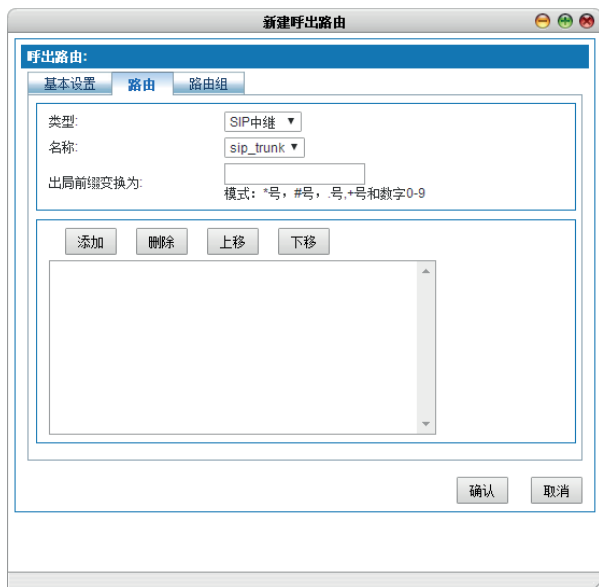 新建呼出路由
呼出路由:
基本设置 路由 路由组
类型: SIP中继
名称: sip_trunk
出局前缀变换为:
模式：*号，#号，.号,+号和数字0-9
添加 删除 上移 下移
确认 取消